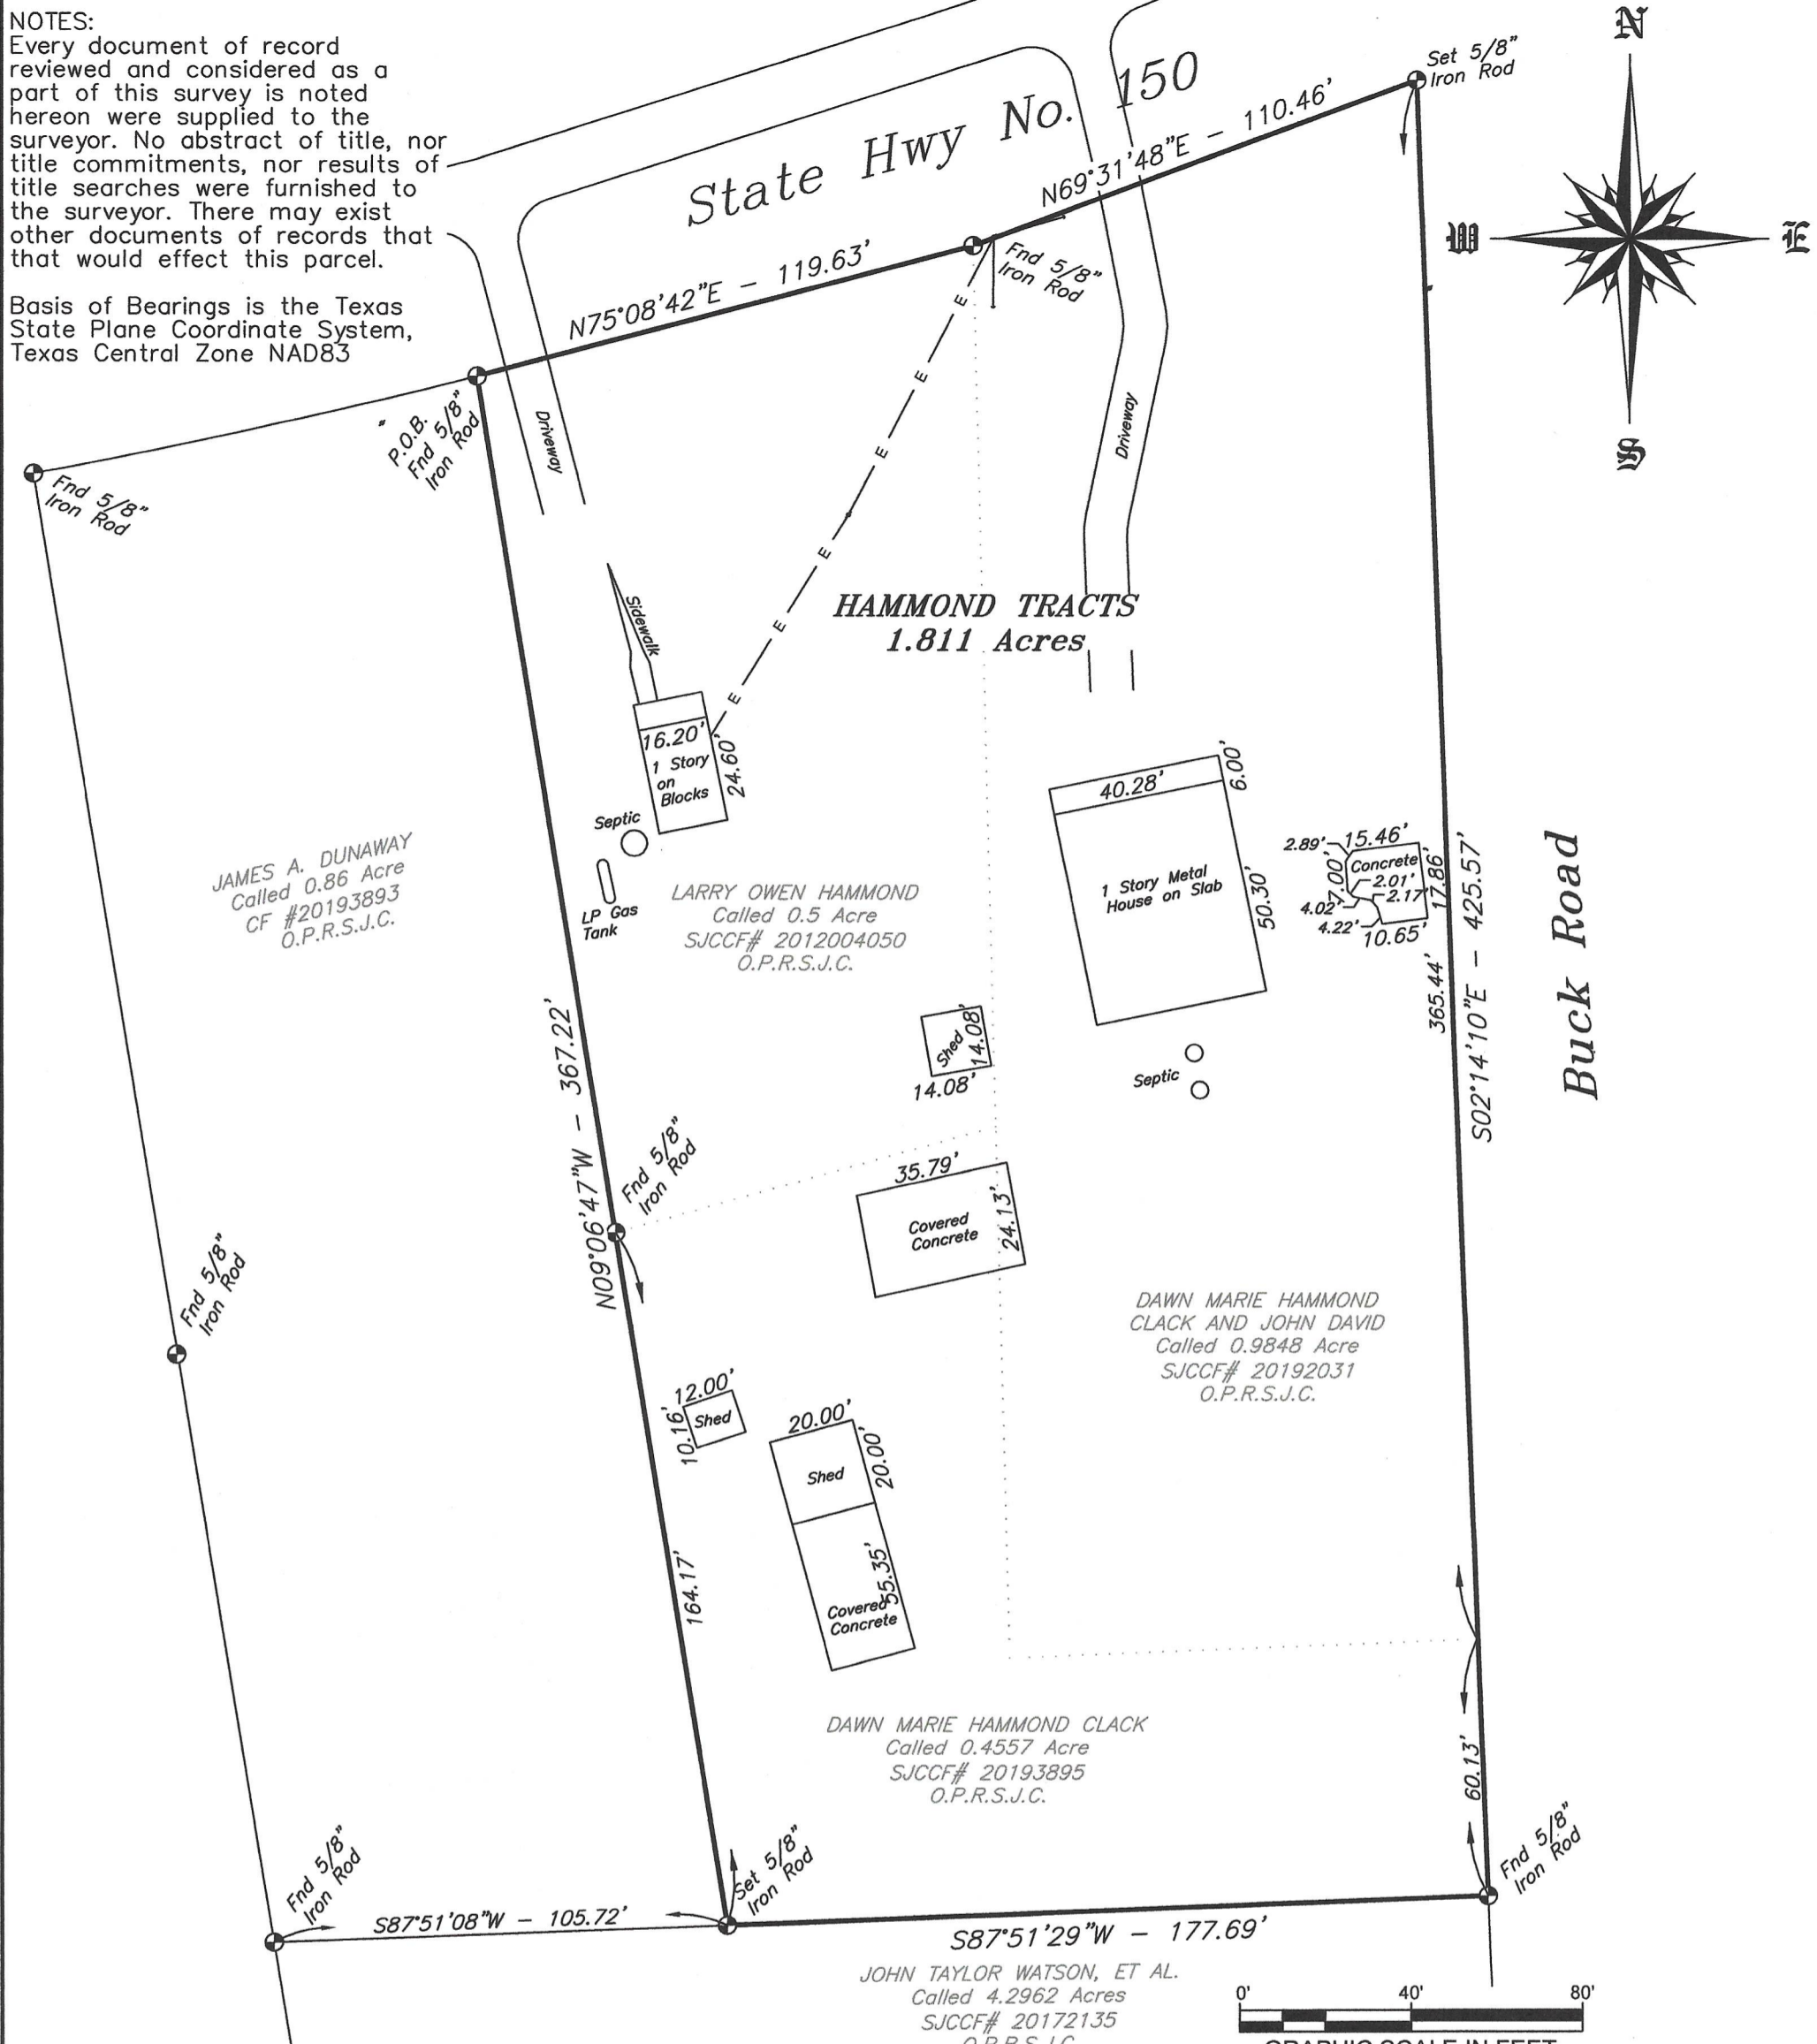 NOTES:
Every document of record
reviewed and considered as a
part of this survey is noted
hereon were supplied to the
surveyor. No abstract of title, nor
title commitments, nor results of
title searches were furnished to
the surveyor. There may exist
other documents of records that
that would effect this parcel.
Basis of Bearings is the Texas
State Plane Coordinate System,
Texas Central Zone NAD83
State Hwy No. 150
N
W
E
S
Set 5/8"
Iron Rod
N69°31'48"E - 110.46'
N75°08'42"E - 119.63'
Fnd 5/8"
Iron Rod
P.O.B.
Fnd 5/8"
Iron Rod
Fnd 5/8"
Iron Rod
Driveway
Driveway
E
E
E
E
E
E
Sidewalk
HAMMOND TRACTS
1.811 Acres
16.20'
1 Story
on
Blocks
24.60'
Septic
LP Gas
Tank
40.28'
6.00'
1 Story Metal
House on Slab
50.30'
2.89'
15.46'
Concrete
7.00'
2.01'
2.17'
17.86'
4.02'
4.22'
10.65'
JAMES A. DUNAWAY
Called 0.86 Acre
CF #20193893
O.P.R.S.J.C.
LARRY OWEN HAMMOND
Called 0.5 Acre
SJCCF# 2012004050
O.P.R.S.J.C.
365.44'
S02°14'10"E - 425.57'
Buck Road
Shed
14.08'
14.08'
Septic
N09°06'47"W - 367.22'
Fnd 5/8"
Iron Rod
35.79'
Covered
Concrete
24.13'
Fnd 5/8"
Iron Rod
DAWN MARIE HAMMOND
CLACK AND JOHN DAVID
Called 0.9848 Acre
SJCCF# 20192031
O.P.R.S.J.C.
12.00'
10.16'
Shed
20.00'
Shed
20.00'
55.35'
Covered
Concrete
164.17'
DAWN MARIE HAMMOND CLACK
Called 0.4557 Acre
SJCCF# 20193895
O.P.R.S.J.C.
60.13'
Fnd 5/8"
Iron Rod
Set 5/8"
Iron Rod
Fnd 5/8"
Iron Rod
S87°51'08"W - 105.72'
S87°51'29"W - 177.69'
JOHN TAYLOR WATSON, ET AL.
Called 4.2962 Acres
SJCCF# 20172135
O.P.R.S.J.C.
0' 40' 80'
GRAPHIC SCALE IN FEET